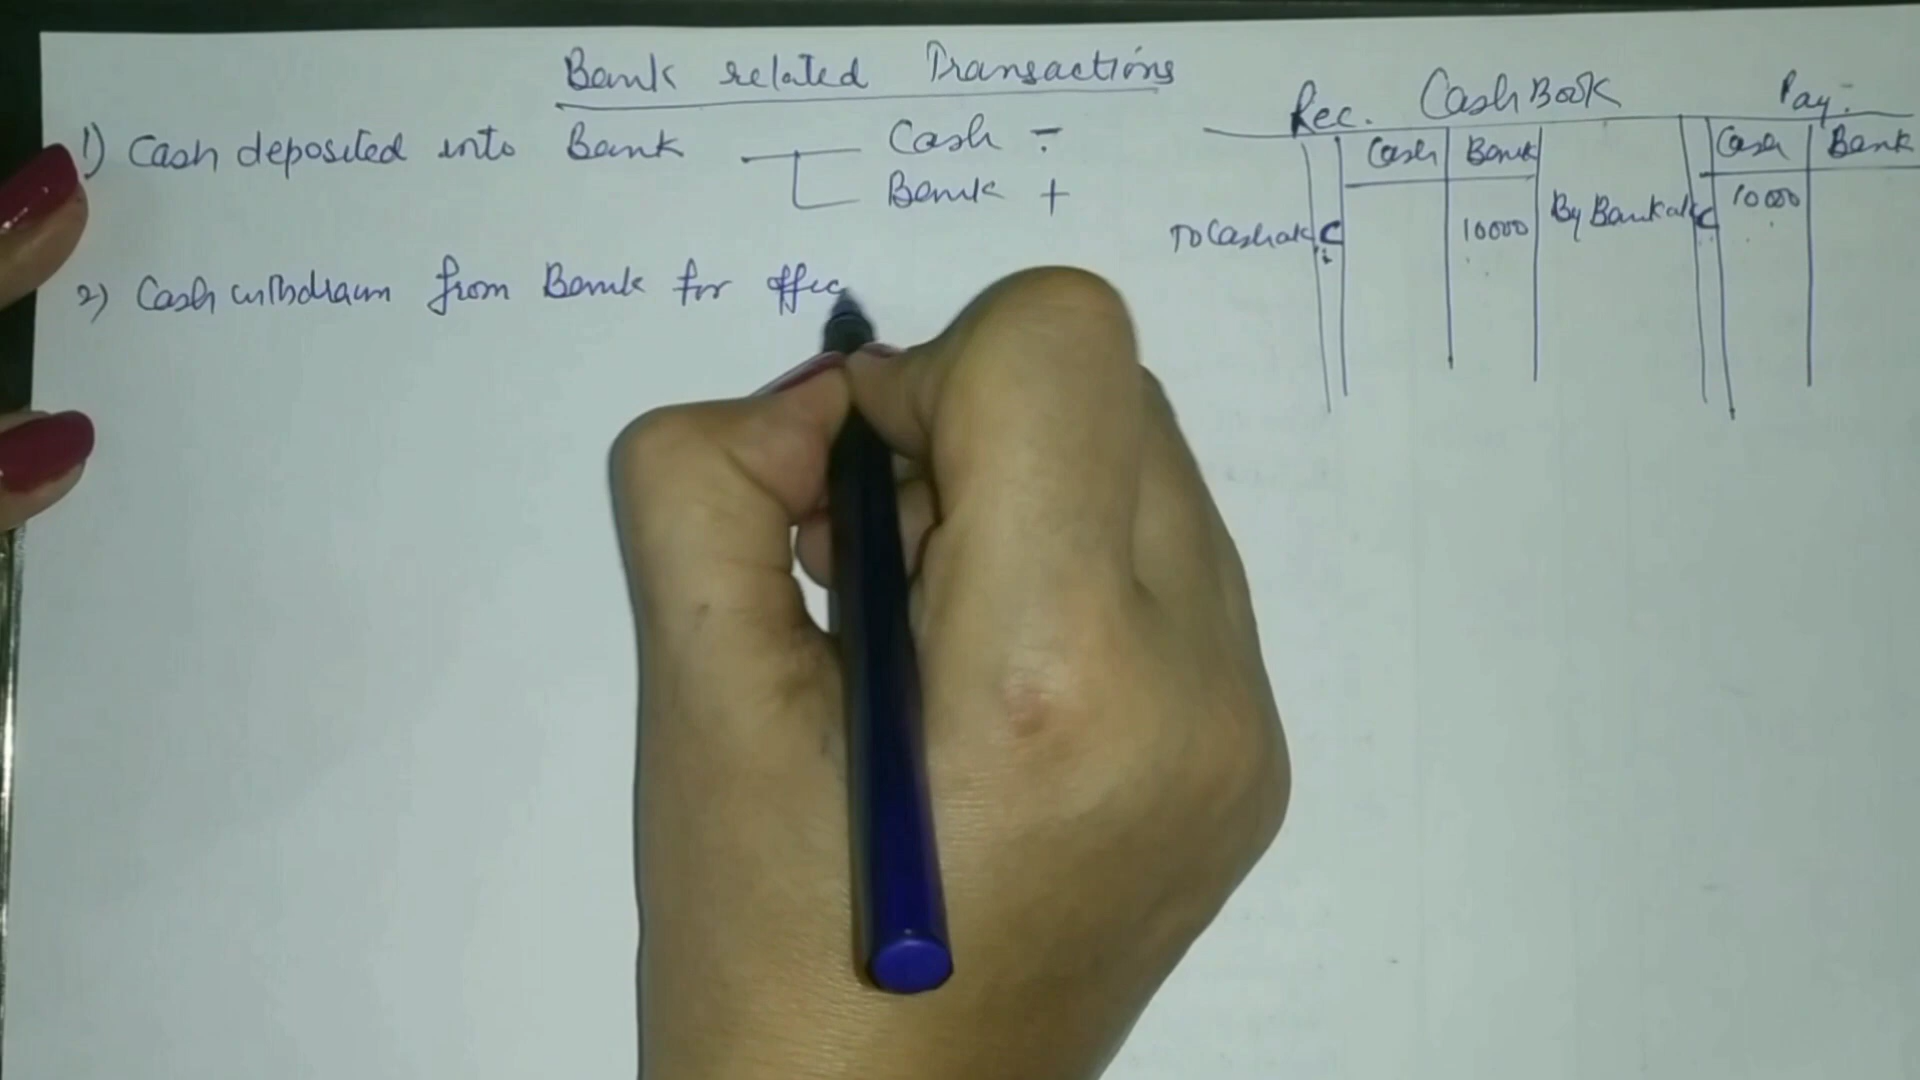 Bank related Transactions
1) Cash deposited into Bank
Cash -
Bank +
2) Cash withdrawn from Bank for offic
Rec. Cash Book Pay:
Cash Bank Cash Bank
To Cash a/c C 10000 By Bank a/c C 10000